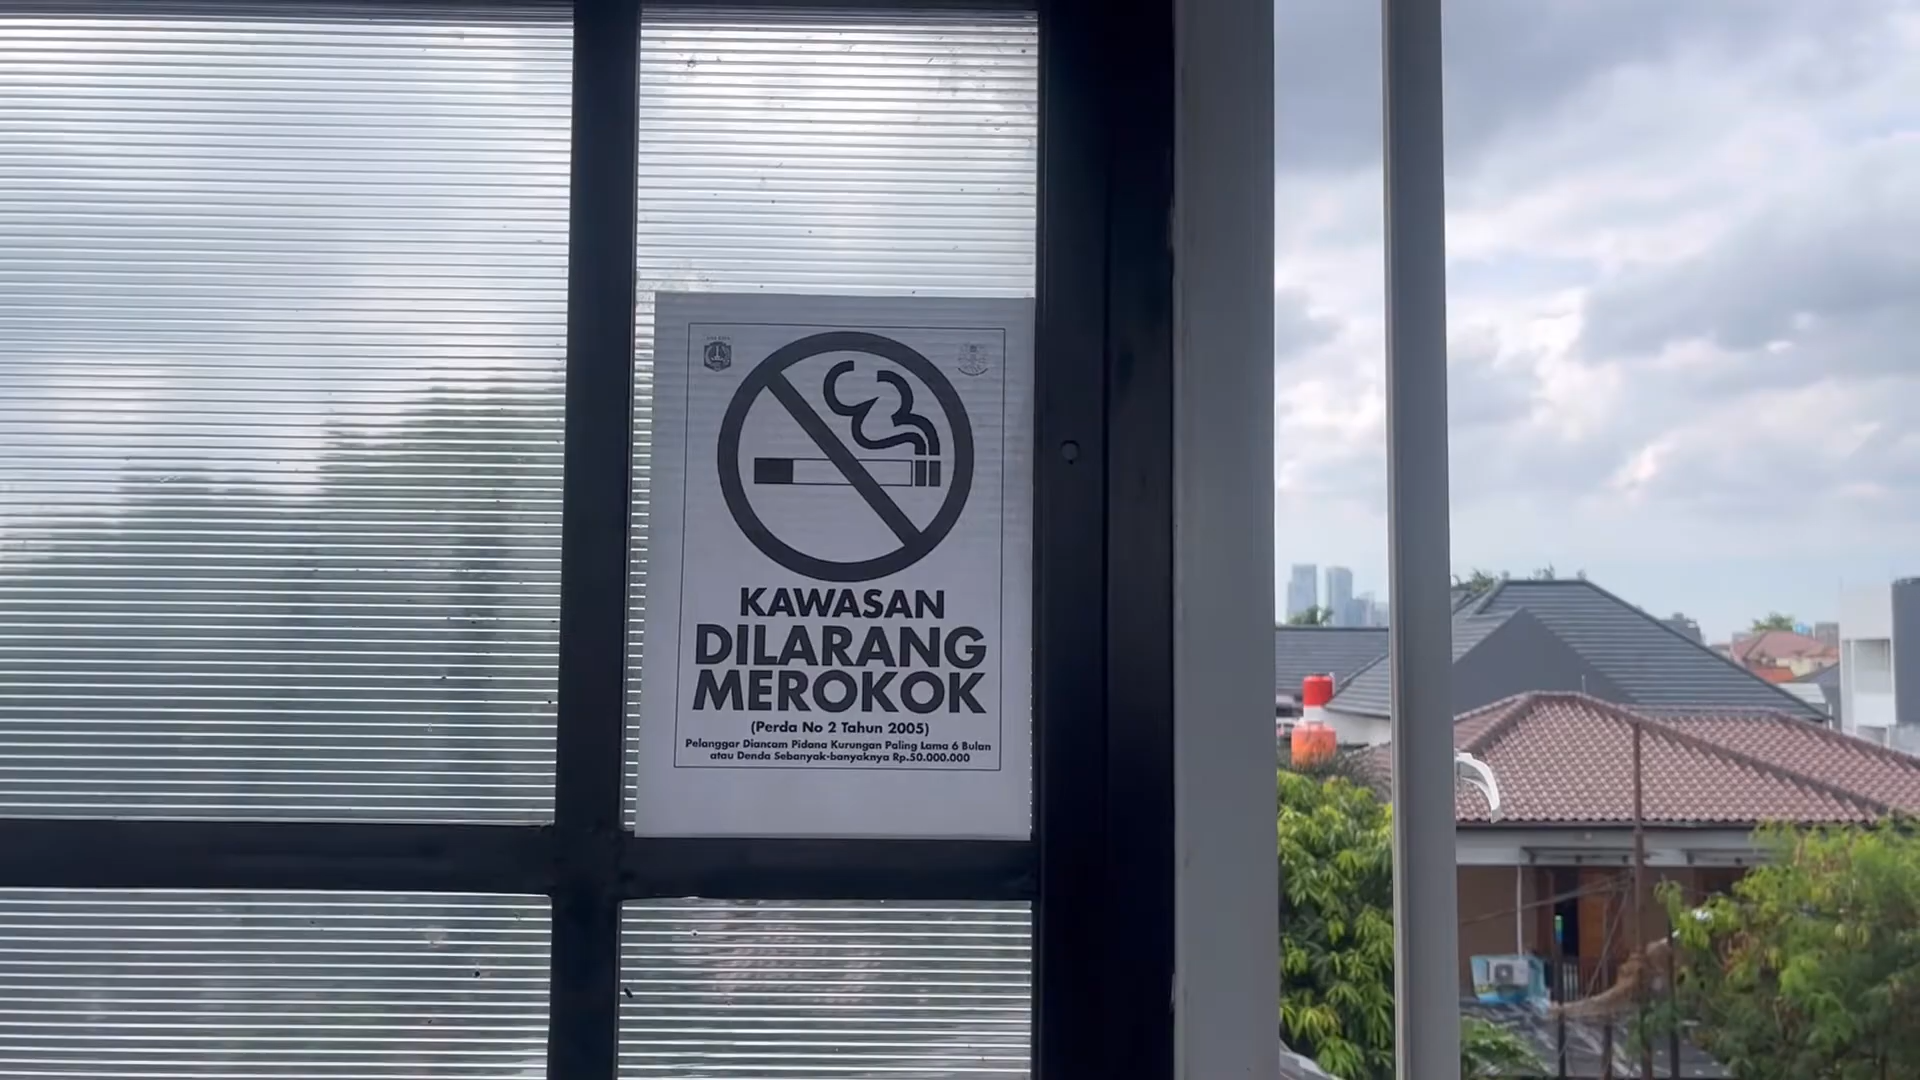 KAWASAN
DILARANG
MEROKOK
(Perda No 2 Tahun 2005)
Pelanggar Diancam Pidana Kurungan Paling Lama 6 Bulan
atau Denda Sebanyak-banyaknya Rp.50.000.000